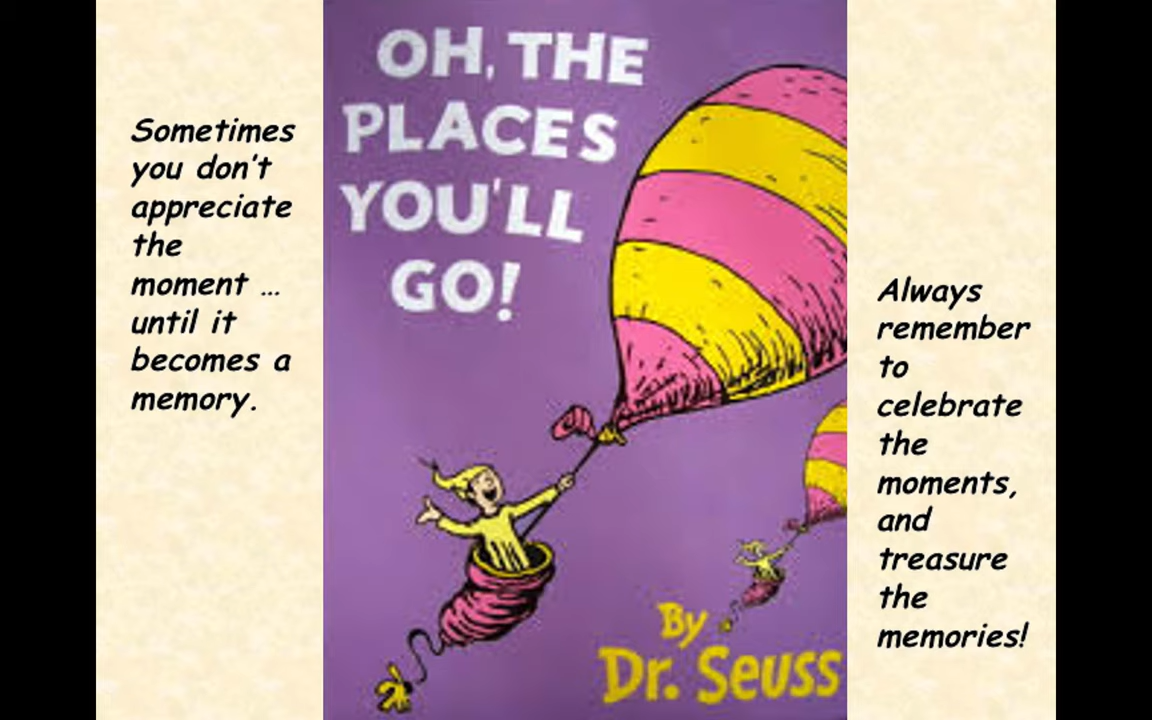 Sometimes
you don't
appreciate
the
moment ...
until it
becomes a
memory.
OH, THE
PLACES
YOU'LL
GO!
By
Dr. Seuss
Always
remember
to
celebrate
the
moments,
and
treasure
the
memories!